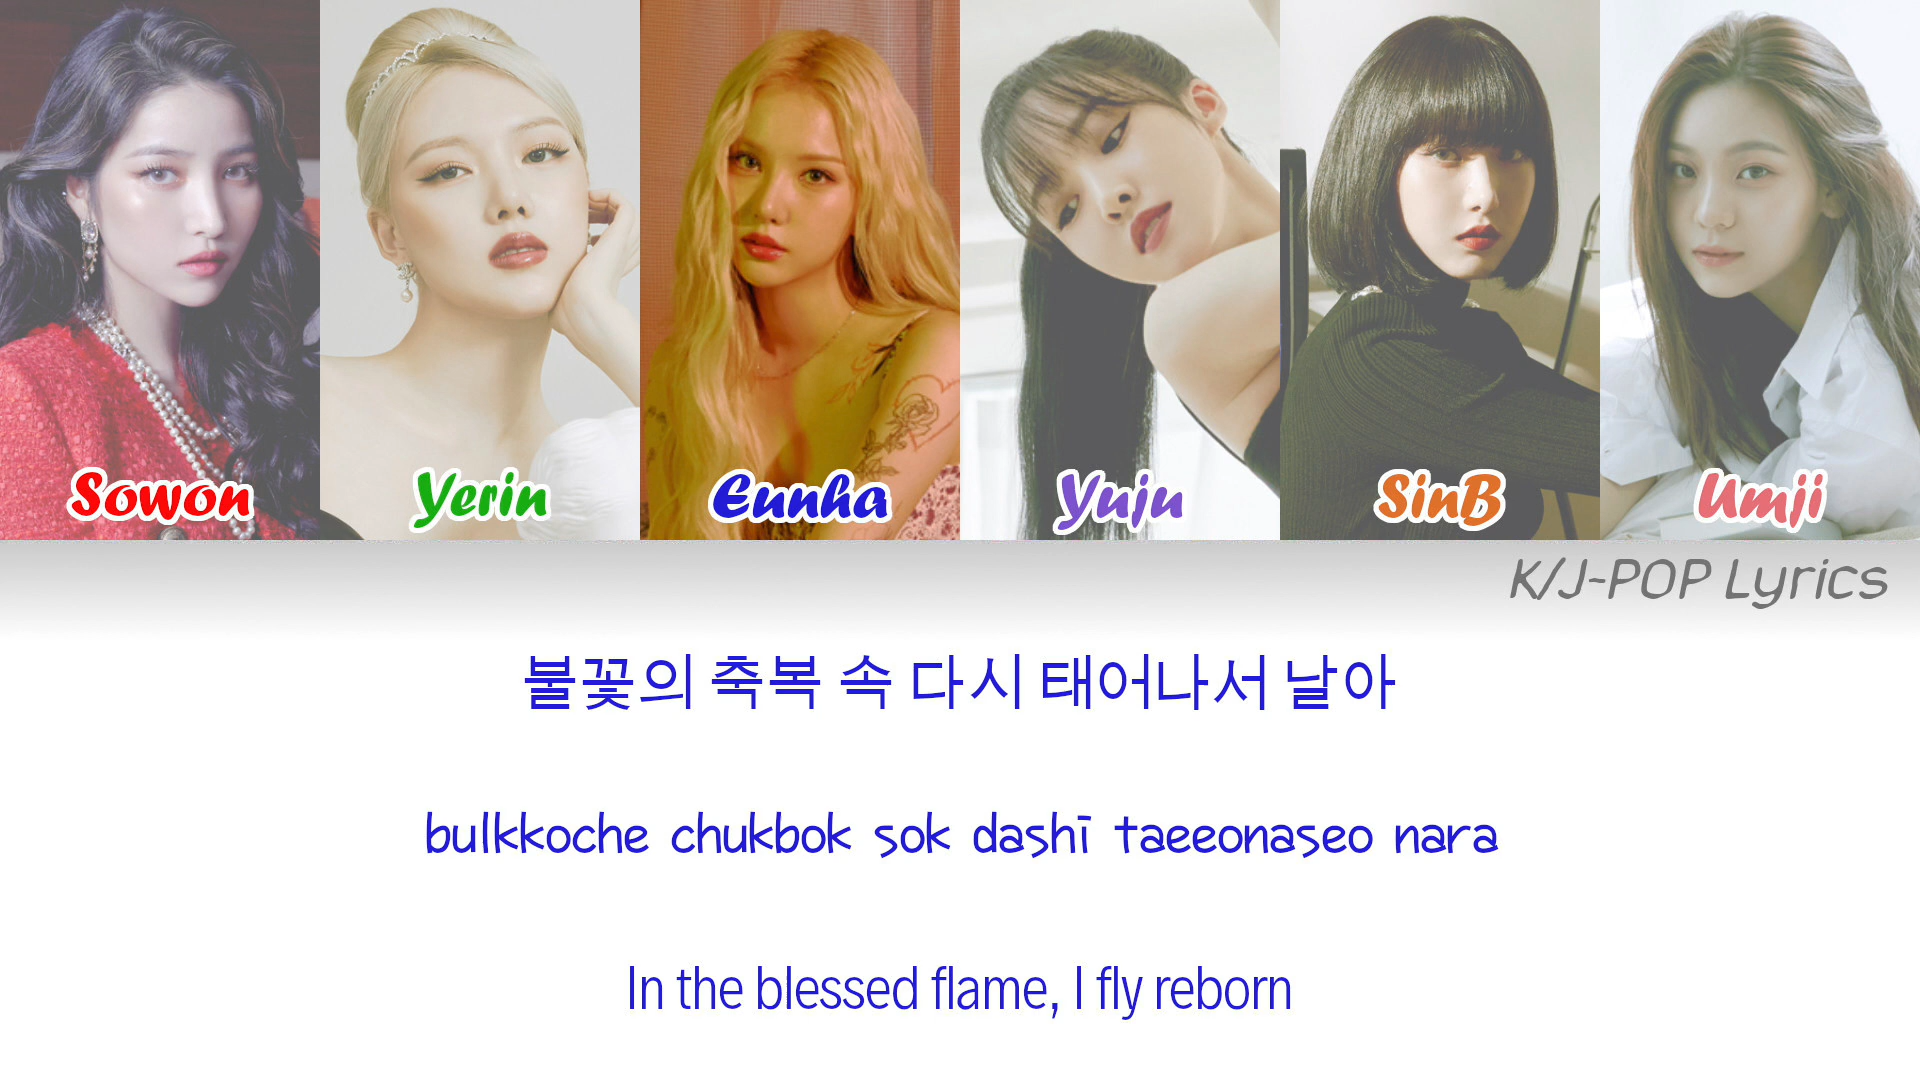 Sowon Yerin Eunha Yuju SinB Umji
K/J-POP Lyrics
불꽃의 축복 속 다시 태어나서 날아
bulkkoche chukbok sok dashi taeeonaseo nara
In the blessed flame, I fly reborn